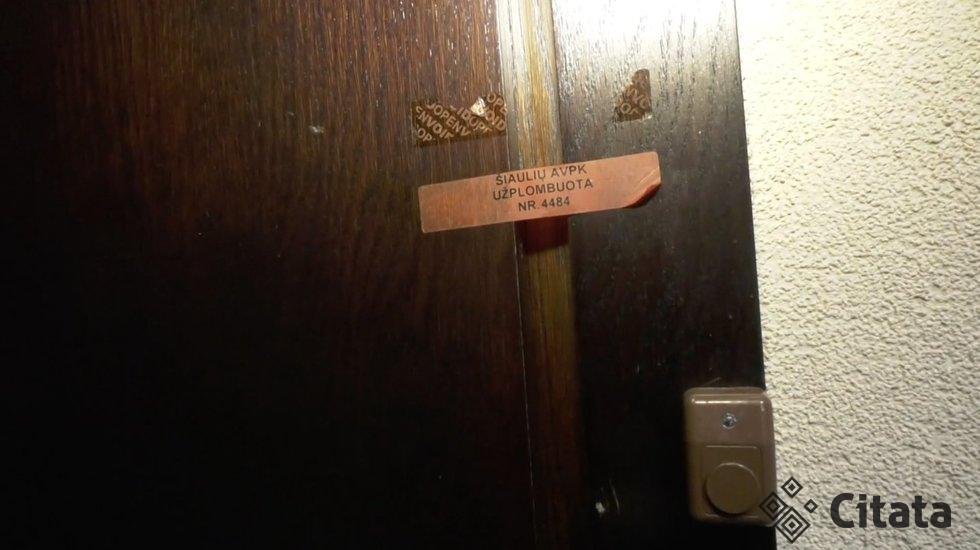 ŠIAULIŲ AVPK
UŽPLOMBUOTA
NR. 4484
Citata